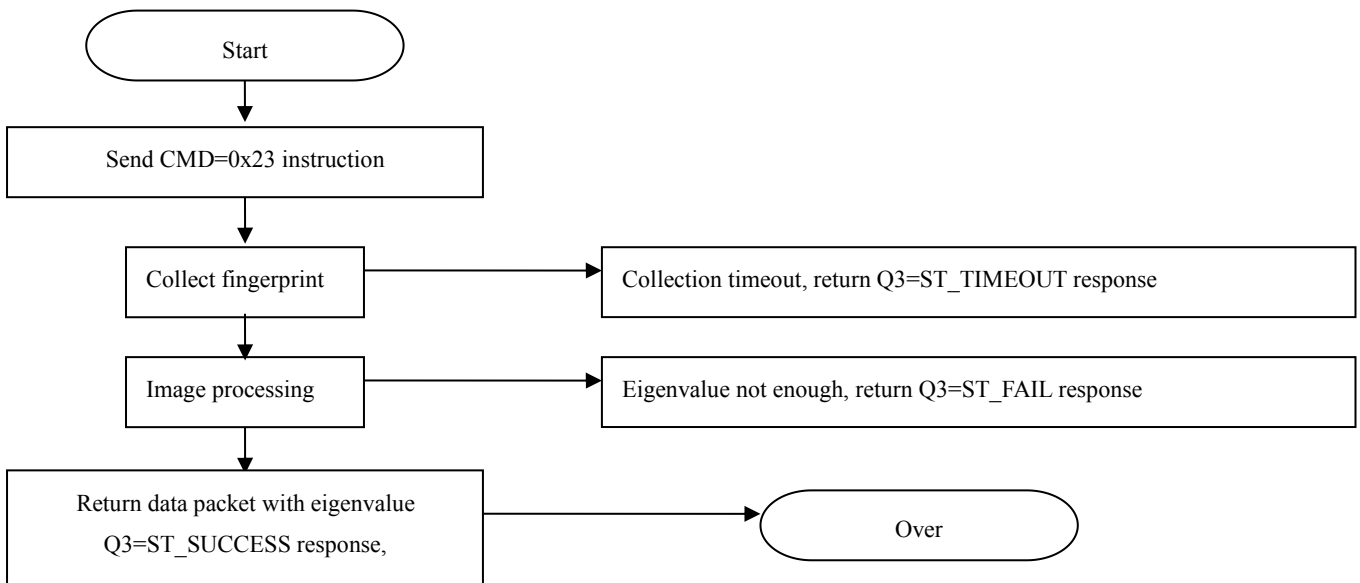 Start
Send CMD=0x23 instruction
Collect fingerprint
Collection timeout, return Q3=ST_TIMEOUT response
Image processing
Eigenvalue not enough, return Q3=ST_FAIL response
Return data packet with eigenvalue
Q3=ST_SUCCESS response,
Over